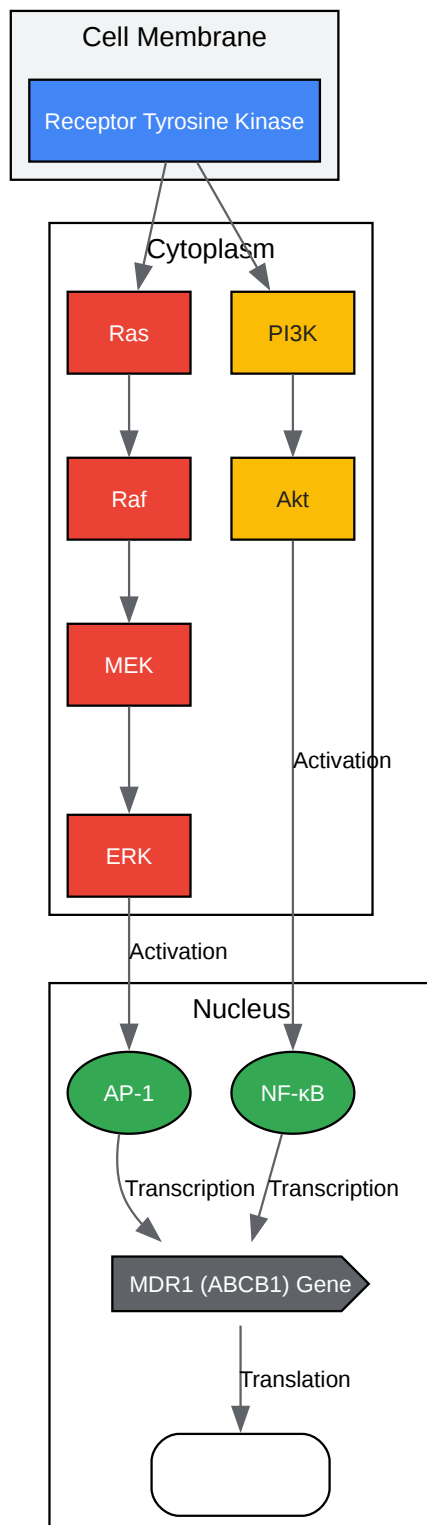 Cell Membrane
Receptor Tyrosine Kinase
Cytoplasm
Ras
PI3K
Raf
Akt
MEK
Activation
ERK
Activation
Nucleus
AP-1
NF-κB
Transcription
Transcription
MDR1 (ABCB1) Gene
Translation